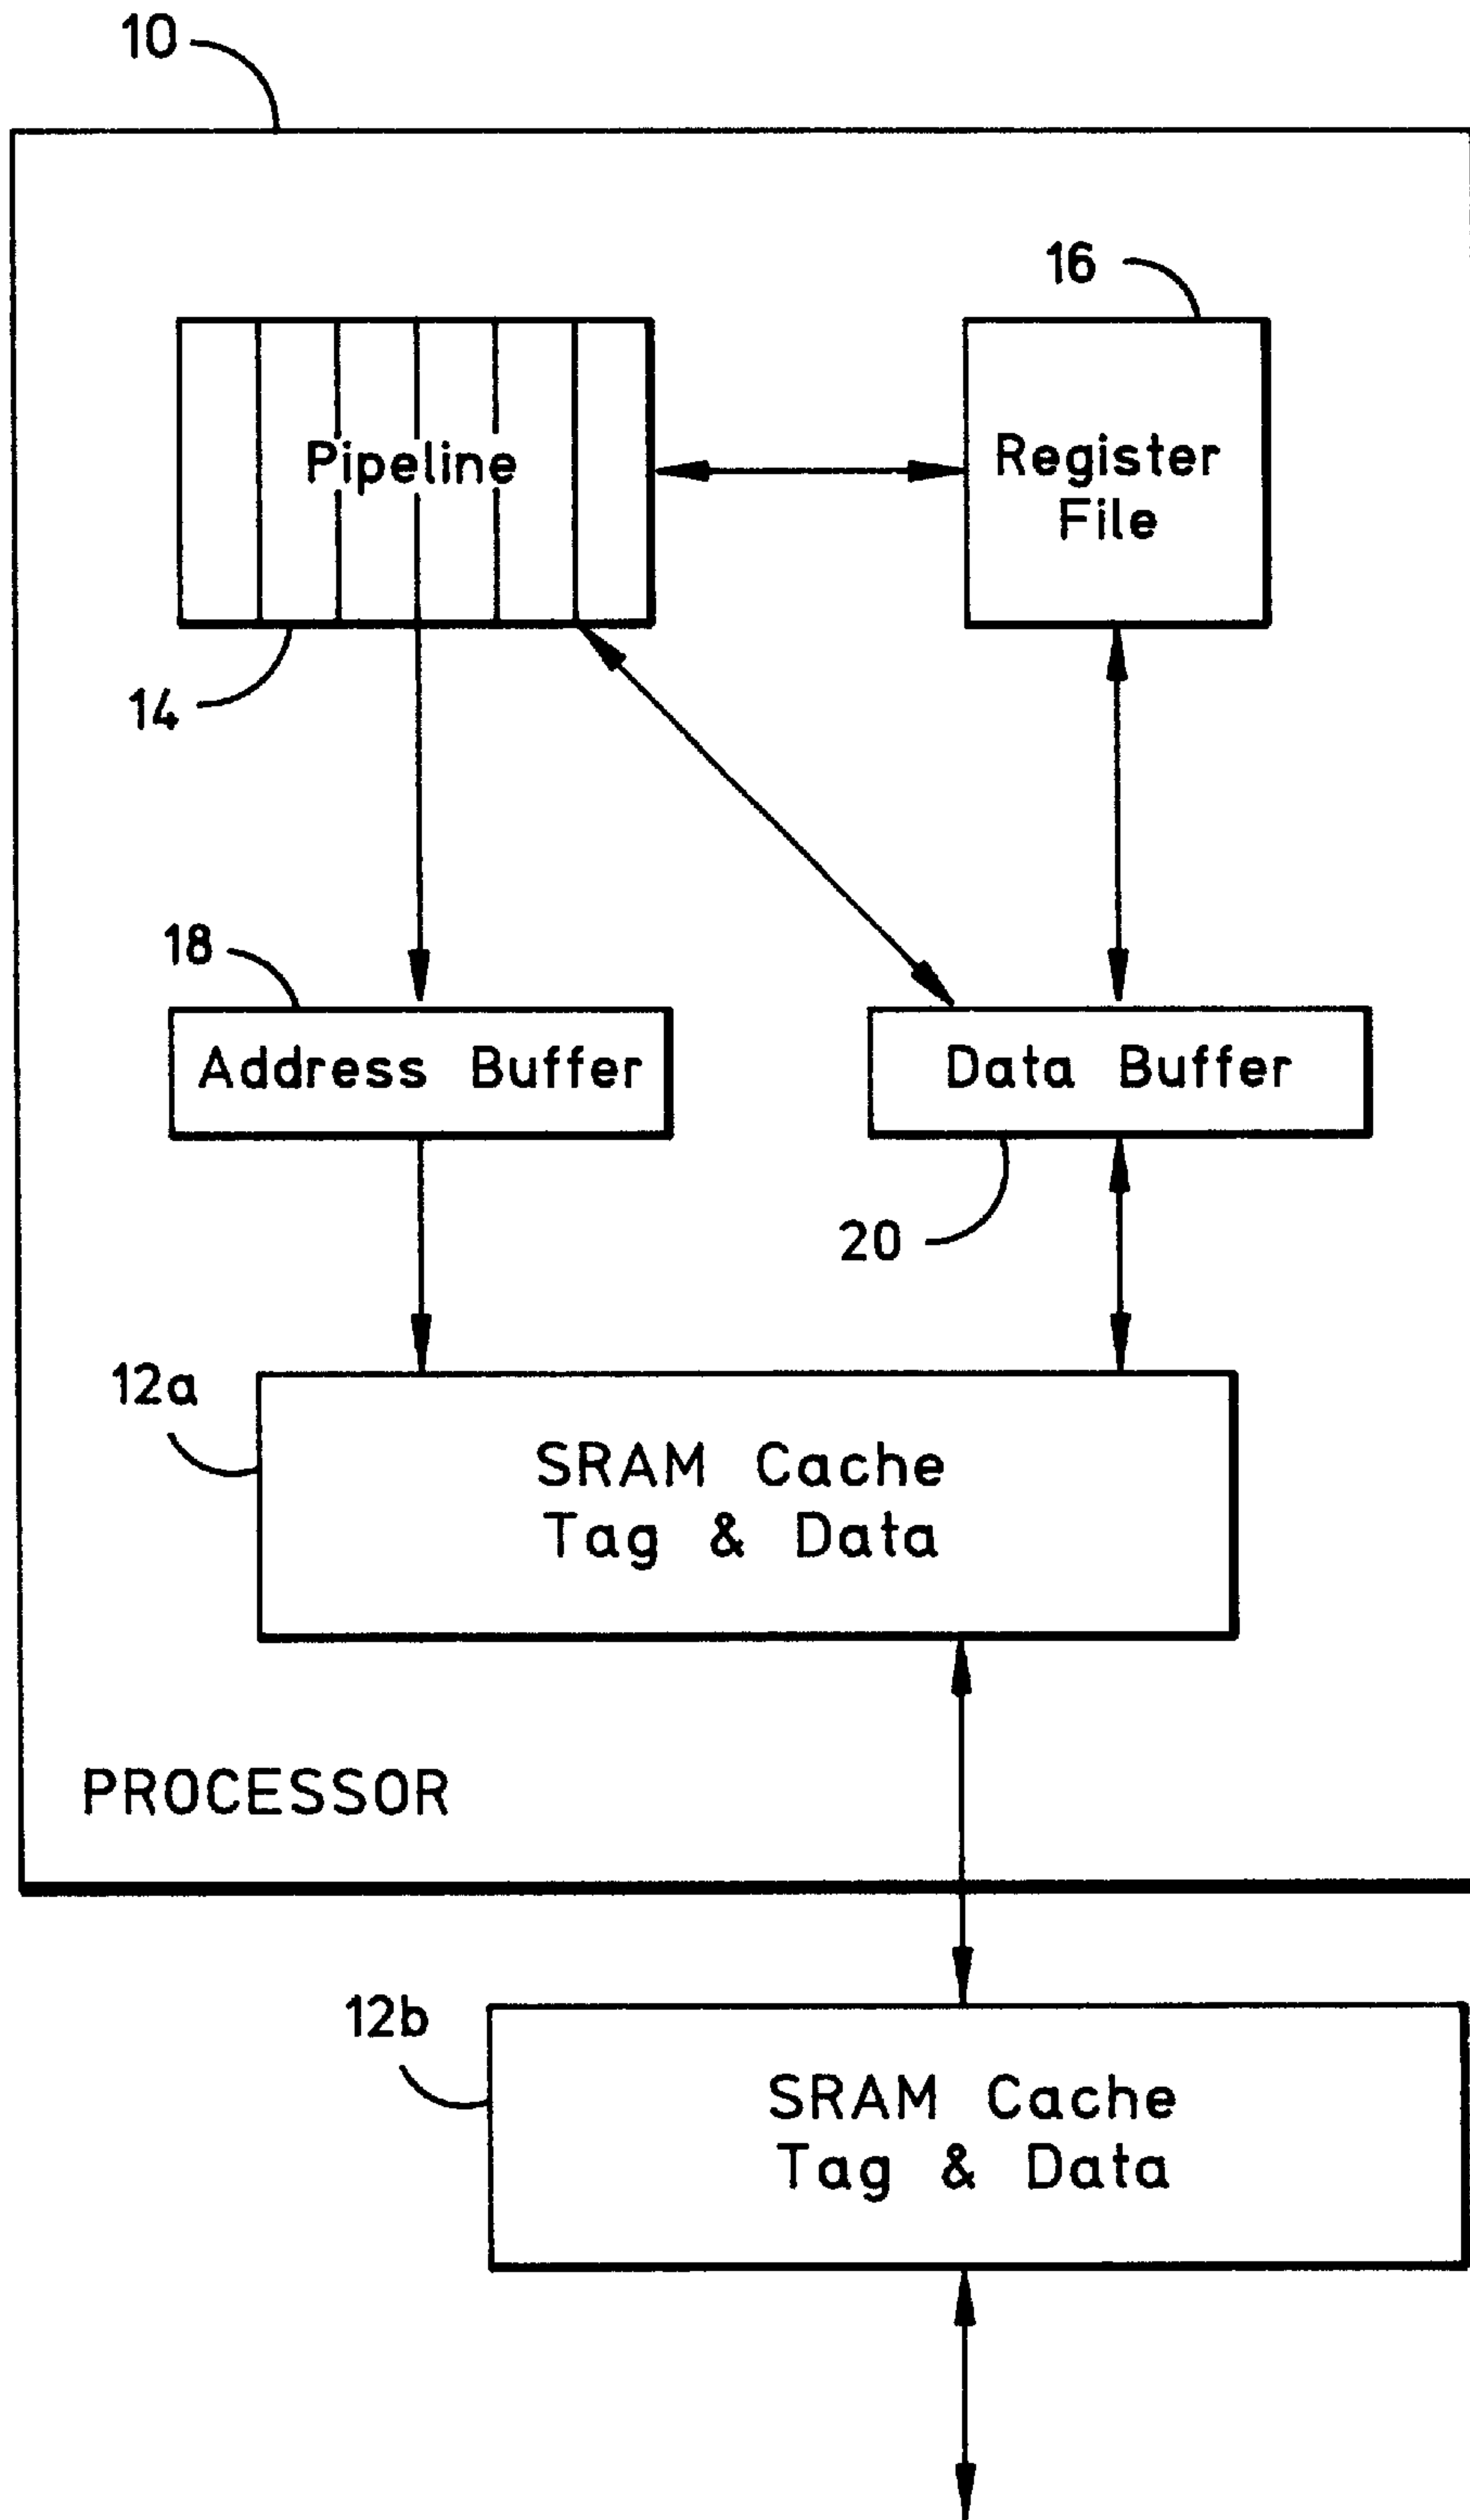 10
16
Pipeline
Register
File
14
18
Address Buffer
Data Buffer
20
12a
SRAM Cache
Tag & Data
PROCESSOR
12b
SRAM Cache
Tag & Data